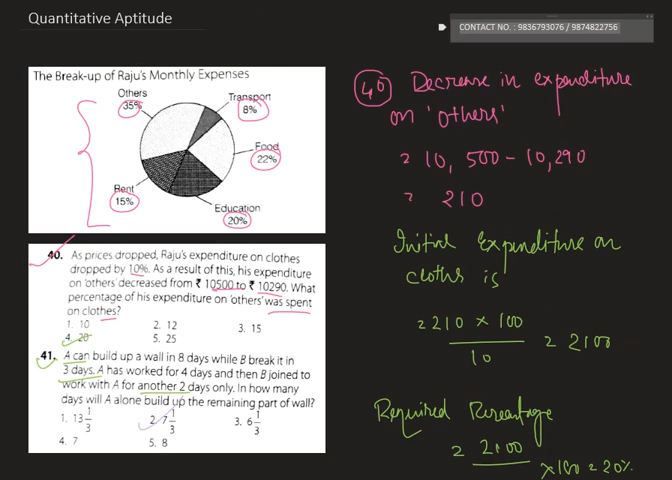 Quantitative Aptitude
CONTACT NO. : 9836793076 / 9874822756
The Break-up of Raju's Monthly Expenses
Others
35%
Transport
8%
Food
22%
Rent
15%
Education
20%
40. As prices dropped, Raju's expenditure on clothes
dropped by 10%. As a result of this, his expenditure
on 'others' decreased from ₹ 10500 to ₹ 10290. What
percentage of his expenditure on 'others' was spent
on clothes?
1. 10 2. 12 3. 15
4. 20 5. 25
41. A can build up a wall in 8 days while B break it in
3 days. A has worked for 4 days and then B joined to
work with A for another 2 days only. In how many
days will A alone build up the remaining part of wall?
1. 13 1/3 2. 7 1/3 3. 6 1/3
4. 7 5. 8
40 Decrease in expenditure
on 'others'
= 10,500 - 10,290
= 210
Initial Expenditure on
cloths is
= 210 × 100
10 = 2100
Required Percentage
= 2100
× 100 = 20%